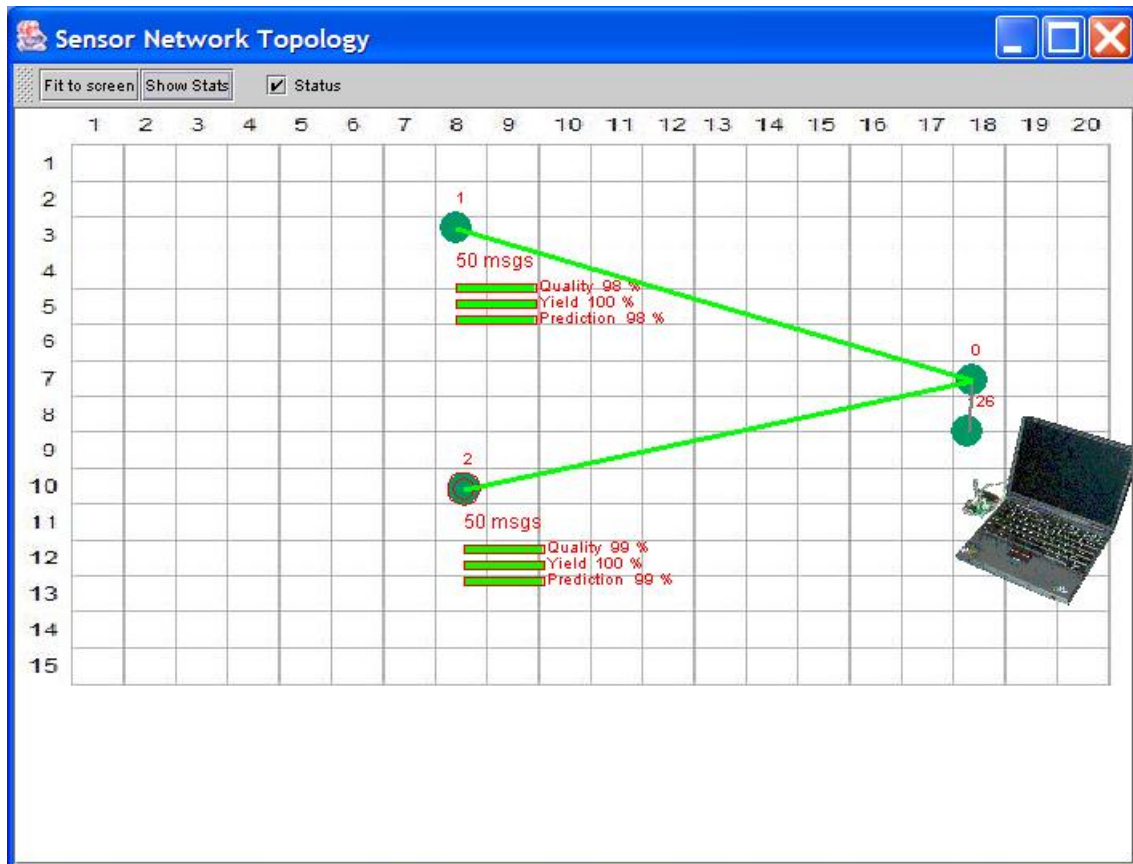 Sensor Network Topology
Fit to screen Show Stats Status
1 2 3 4 5 6 7 8 9 10 11 12 13 14 15 16 17 18 19 20
1
2
3
4
5
6
7
8
9
10
11
12
13
14
15
1
50 msgs
Quality 98 %
Yield 100 %
Prediction 98 %
0
126
2
50 msgs
Quality 99 %
Yield 100 %
Prediction 99 %